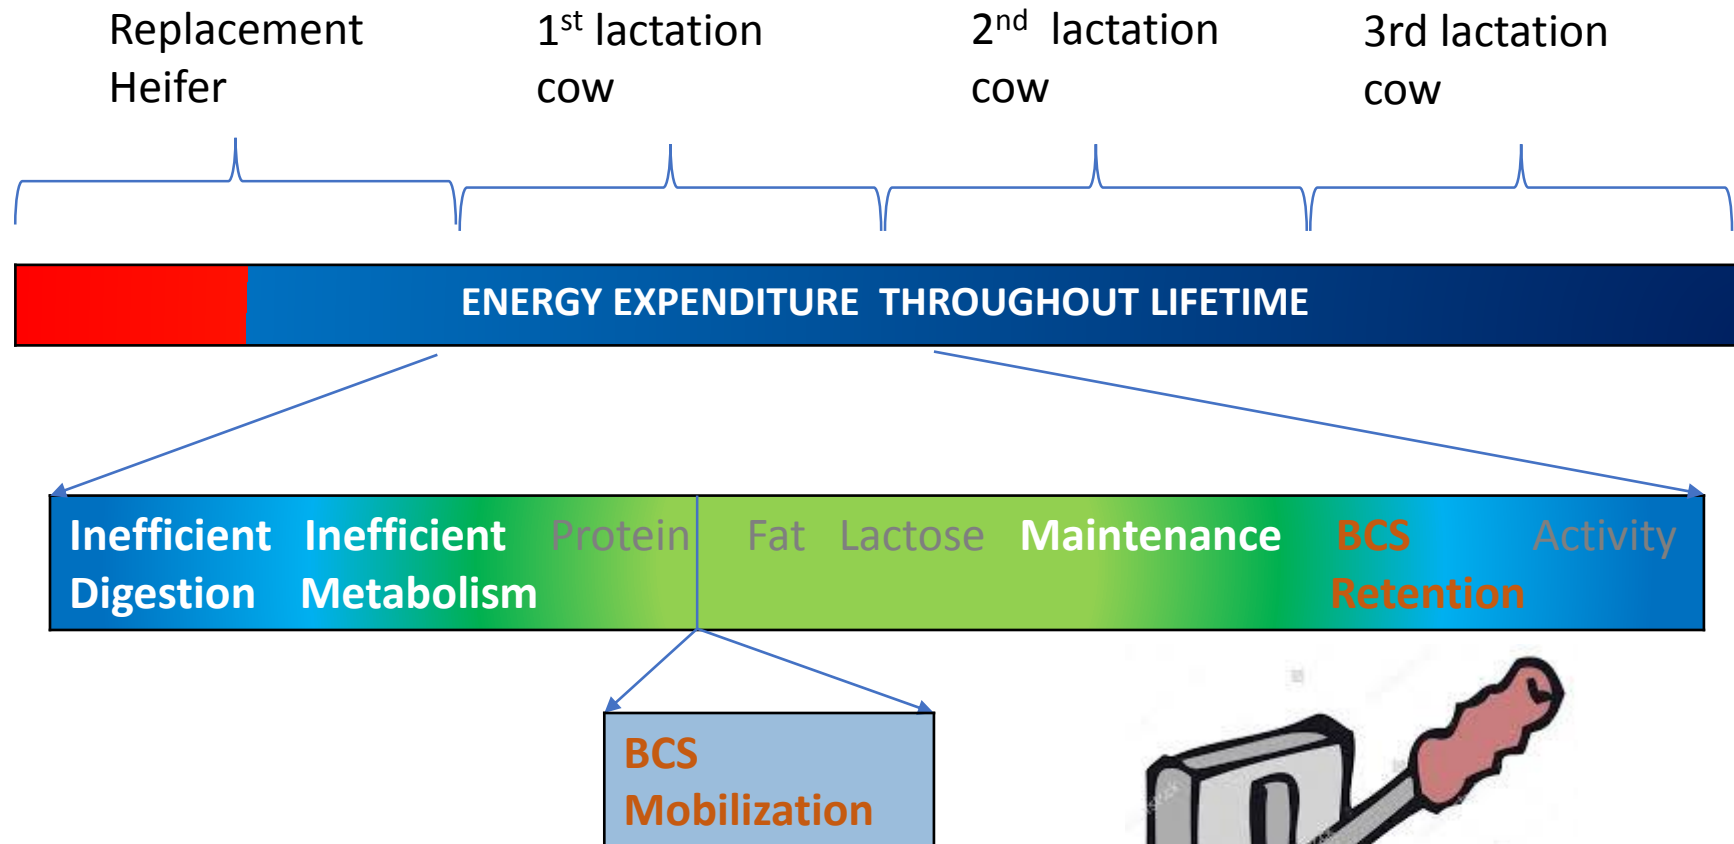 Replacement
Heifer
1st lactation
cow
2nd lactation
cow
3rd lactation
cow
ENERGY EXPENDITURE THROUGHOUT LIFETIME
Inefficient
Digestion
Inefficient
Metabolism
Protein
Fat
Lactose
Maintenance
BCS
Retention
Activity
BCS
Mobilization